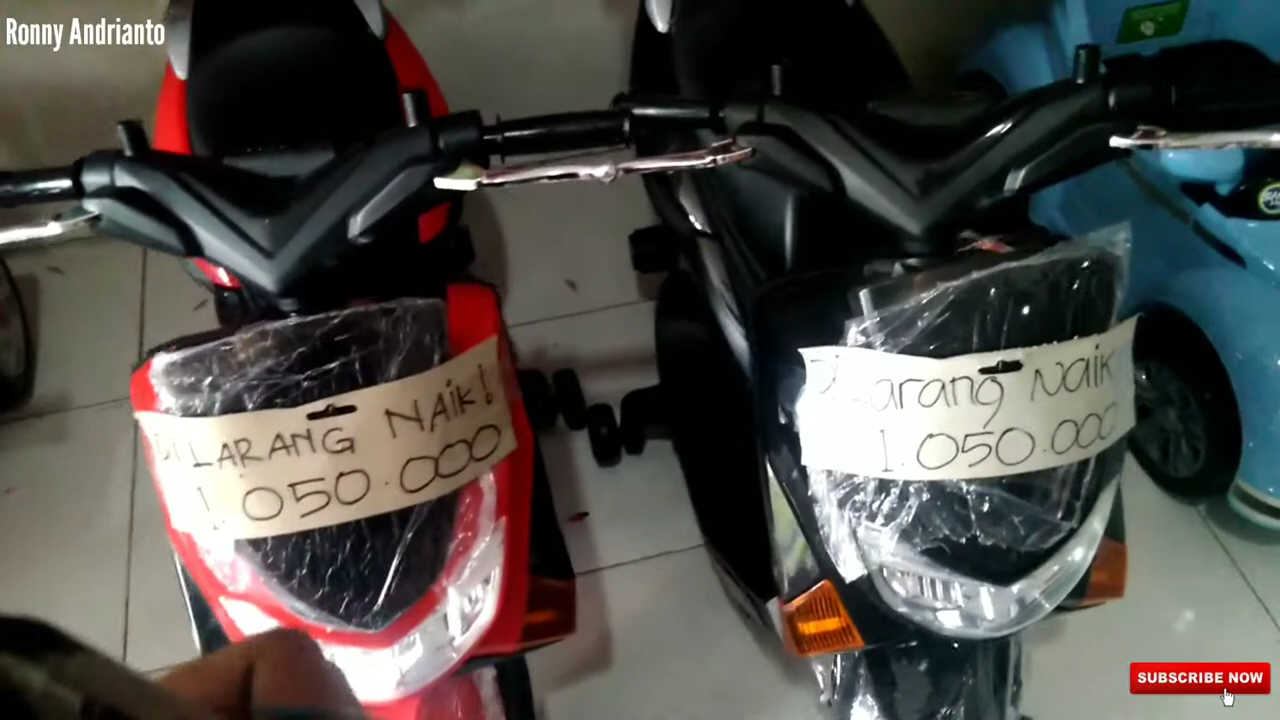 Ronny Andrianto
DILARANG NAIK!
1.050.000
DiLarang Naik
1.050.000
SUBSCRIBE NOW